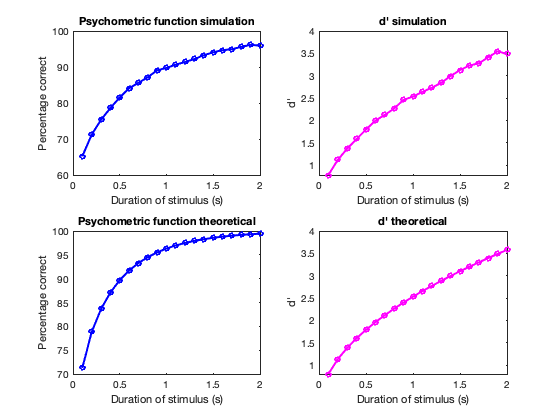 Psychometric function simulation
100
90
80
70
60
Percentage correct
0 0.5 1 1.5 2
Duration of stimulus (s)
d' simulation
4
3.5
3
2.5
2
1.5
1
d'
0 0.5 1 1.5 2
Duration of stimulus (s)
Psychometric function theoretical
100
95
90
85
80
75
70
Percentage correct
0 0.5 1 1.5 2
Duration of stimulus (s)
d' theoretical
4
3.5
3
2.5
2
1.5
1
d'
0 0.5 1 1.5 2
Duration of stimulus (s)